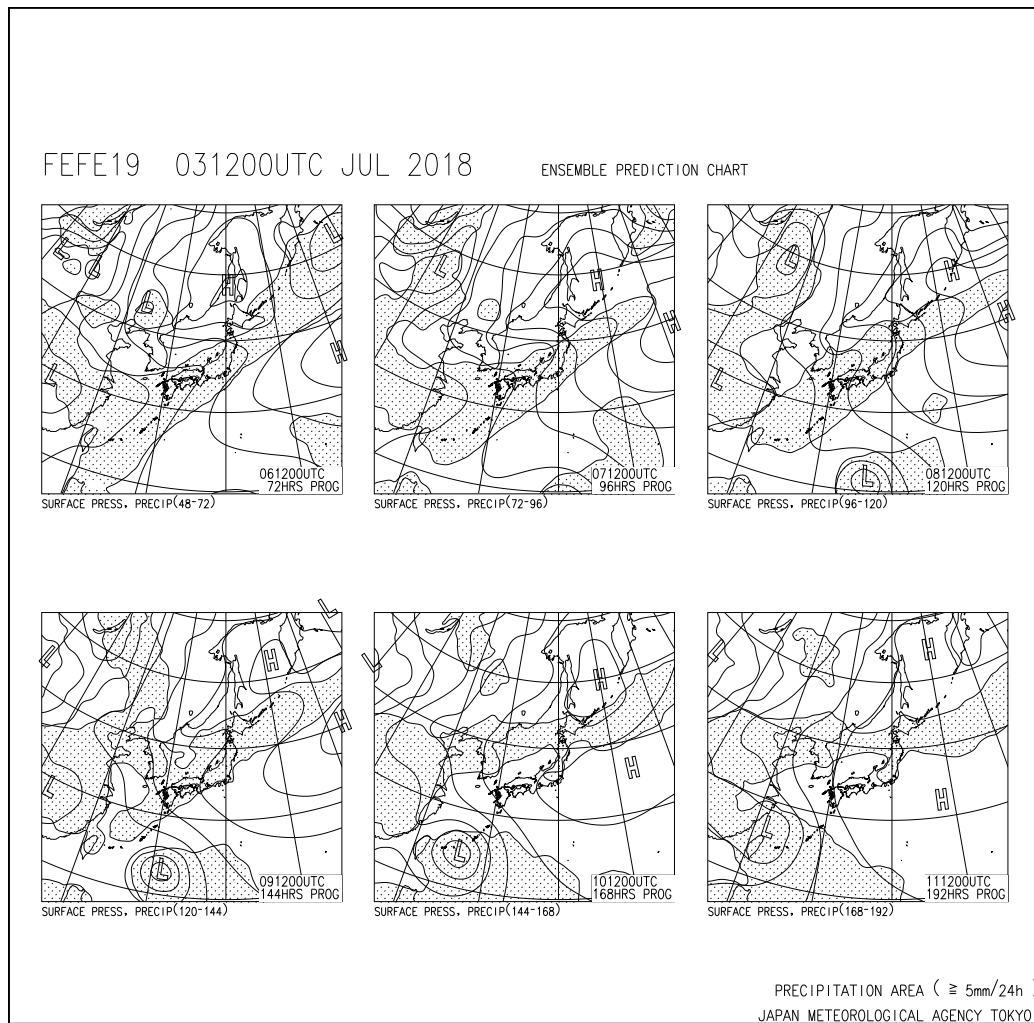 FEFE19 031200UTC JUL 2018 ENSEMBLE PREDICTION CHART
L
L
L
L
L
H
H
061200UTC
72HRS PROG
SURFACE PRESS, PRECIP(48-72)
L
H
H
071200UTC
96HRS PROG
SURFACE PRESS, PRECIP(72-96)
L
H
H
L
L
081200UTC
120HRS PROG
SURFACE PRESS, PRECIP(96-120)
L
L
H
H
L
L
091200UTC
144HRS PROG
SURFACE PRESS, PRECIP(120-144)
L
H
H
L
101200UTC
168HRS PROG
SURFACE PRESS, PRECIP(144-168)
L
H
H
L
111200UTC
192HRS PROG
SURFACE PRESS, PRECIP(168-192)
PRECIPITATION AREA ( ≧ 5mm/24h )
JAPAN METEOROLOGICAL AGENCY TOKYO